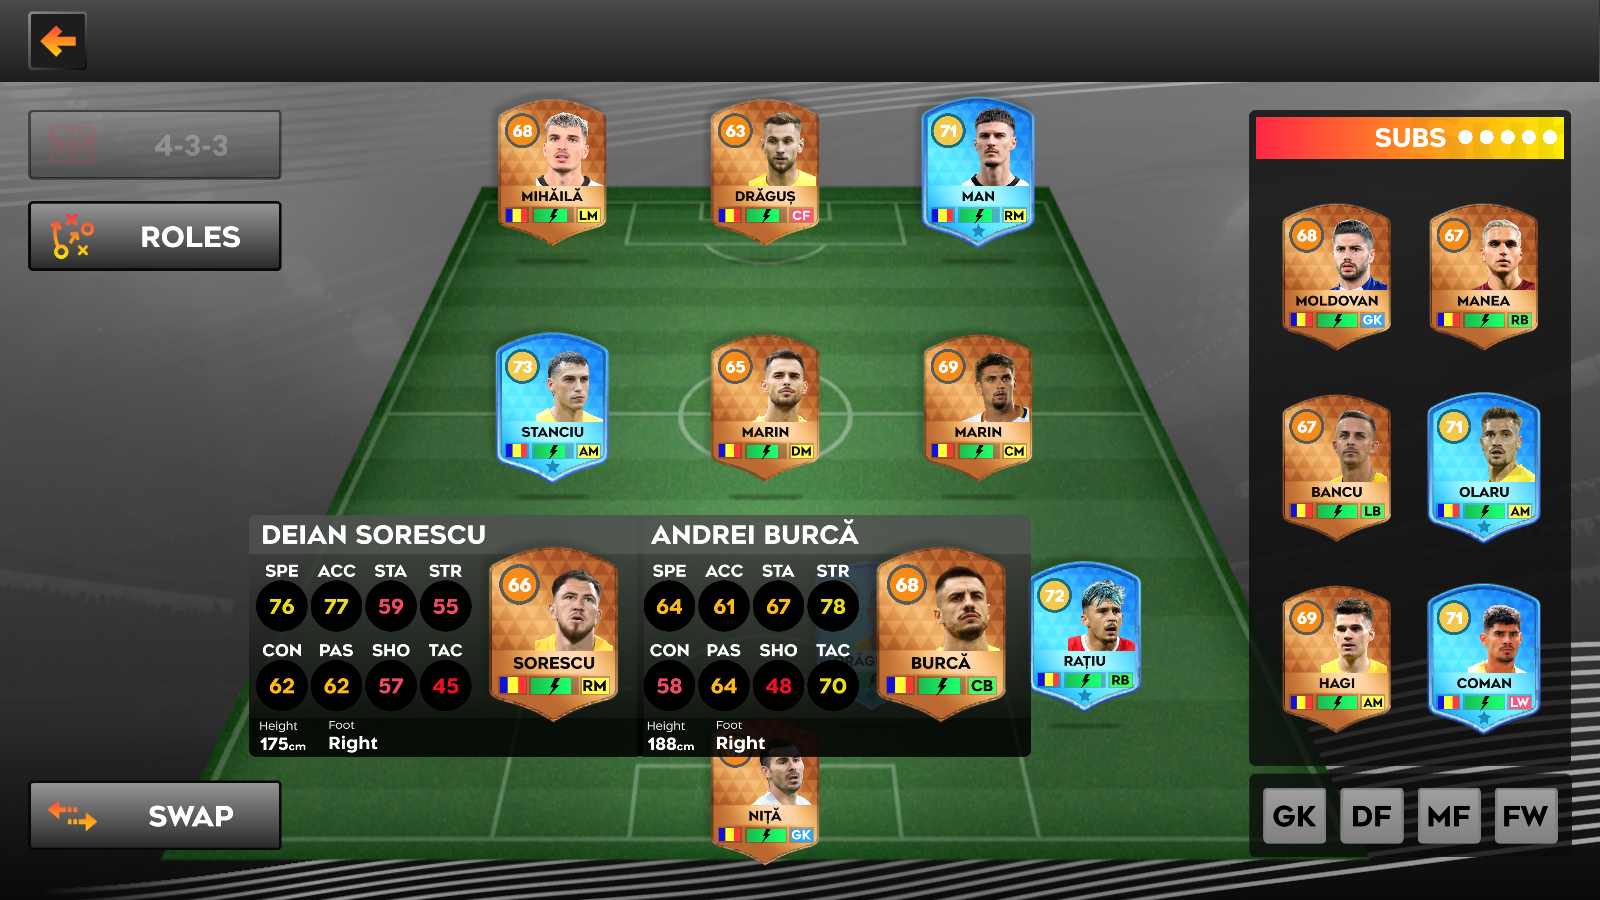 4-3-3
ROLES
68
MIHĂILĂ
LM
63
DRĂGUȘ
CF
71
MAN
RM
SUBS
68
MOLDOVAN
GK
67
MANEA
RB
73
STANCIU
AM
65
MARIN
DM
69
MARIN
CM
67
BANCU
LB
71
OLARU
AM
DEIAN SORESCU
SPE ACC STA STR
76 77 59 55
CON PAS SHO TAC
62 62 57 45
Height Foot
175cm Right
66
SORESCU
RM
ANDREI BURCĂ
SPE ACC STA STR
64 61 67 78
CON PAS SHO TAC
58 64 48 70
Height Foot
188cm Right
68
BURCĂ
CB
72
RAȚIU
RB
69
HAGI
AM
71
COMAN
LW
NIȚĂ
GK
SWAP
GK DF MF FW